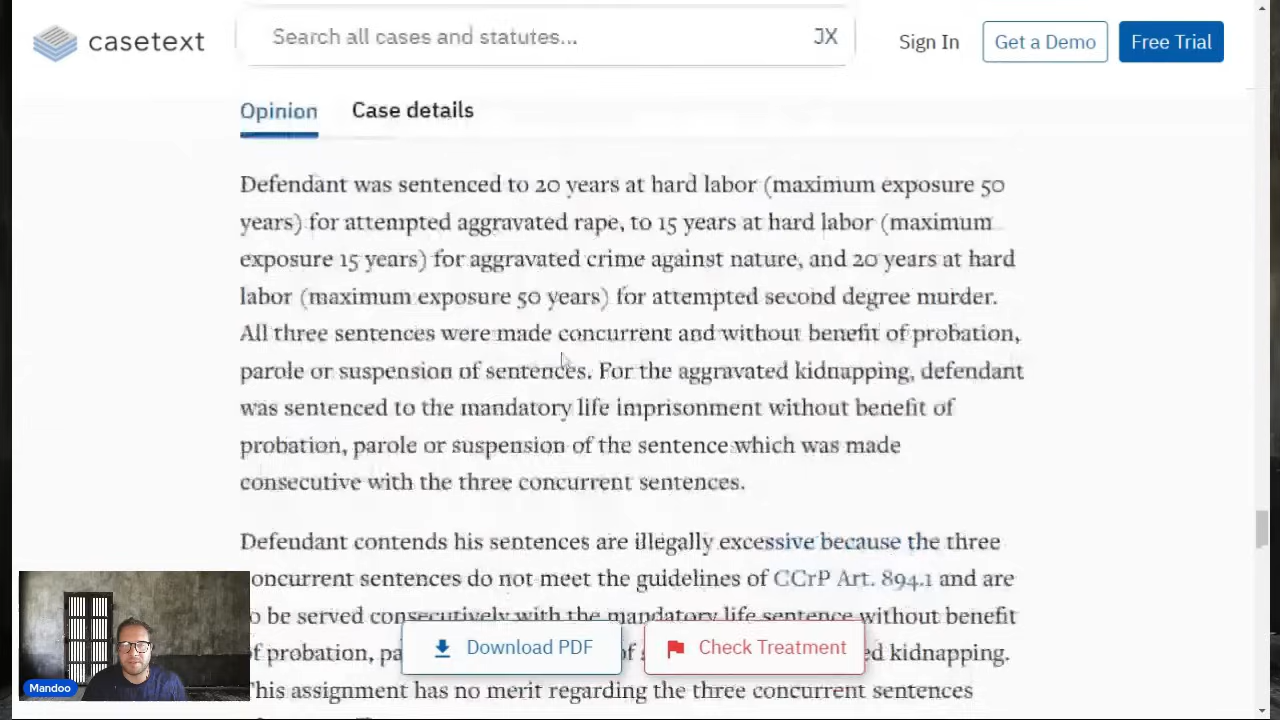 casetext
Search all cases and statutes...
JX
Sign In
Get a Demo
Free Trial
Opinion
Case details
Defendant was sentenced to 20 years at hard labor (maximum exposure 50
years) for attempted aggravated rape, to 15 years at hard labor (maximum
exposure 15 years) for aggravated crime against nature, and 20 years at hard
labor (maximum exposure 50 years) for attempted second degree murder.
All three sentences were made concurrent and without benefit of probation,
parole or suspension of sentences. For the aggravated kidnapping, defendant
was sentenced to the mandatory life imprisonment without benefit of
probation, parole or suspension of the sentence which was made
consecutive with the three concurrent sentences.
Defendant contends his sentences are illegally excessive because the three
oncurrent sentences do not meet the guidelines of CCrP Art. 894.1 and are
o be served consecutively with the mandatory life sentence without benefit
f probation, pa of ed kidnapping.
This assignment has no merit regarding the three concurrent sentences
Download PDF
Check Treatment
Mandoo